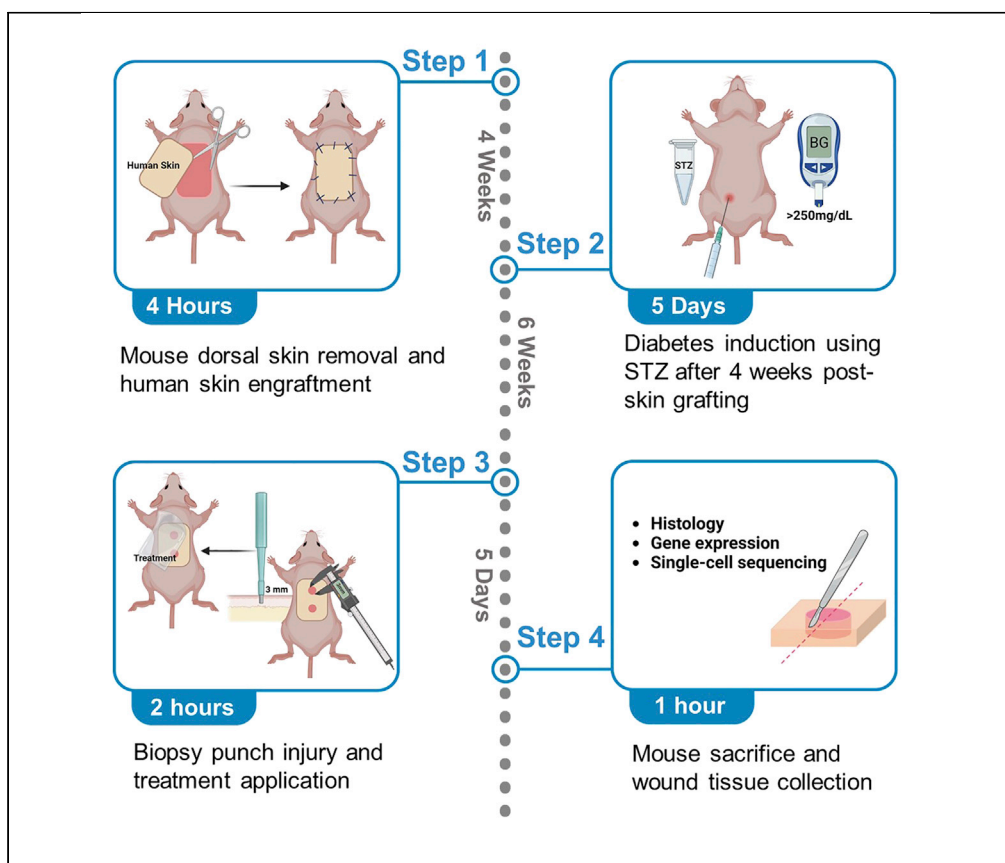 Step 1
Human Skin
4 Hours
Mouse dorsal skin removal and
human skin engraftment
4 Weeks
Step 2
STZ
BG
>250mg/dL
5 Days
Diabetes induction using
STZ after 4 weeks post-
skin grafting
6 Weeks
Step 3
Treatment
3 mm
2 hours
Biopsy punch injury and
treatment application
5 Days
Step 4
• Histology
• Gene expression
• Single-cell sequencing
1 hour
Mouse sacrifice and
wound tissue collection